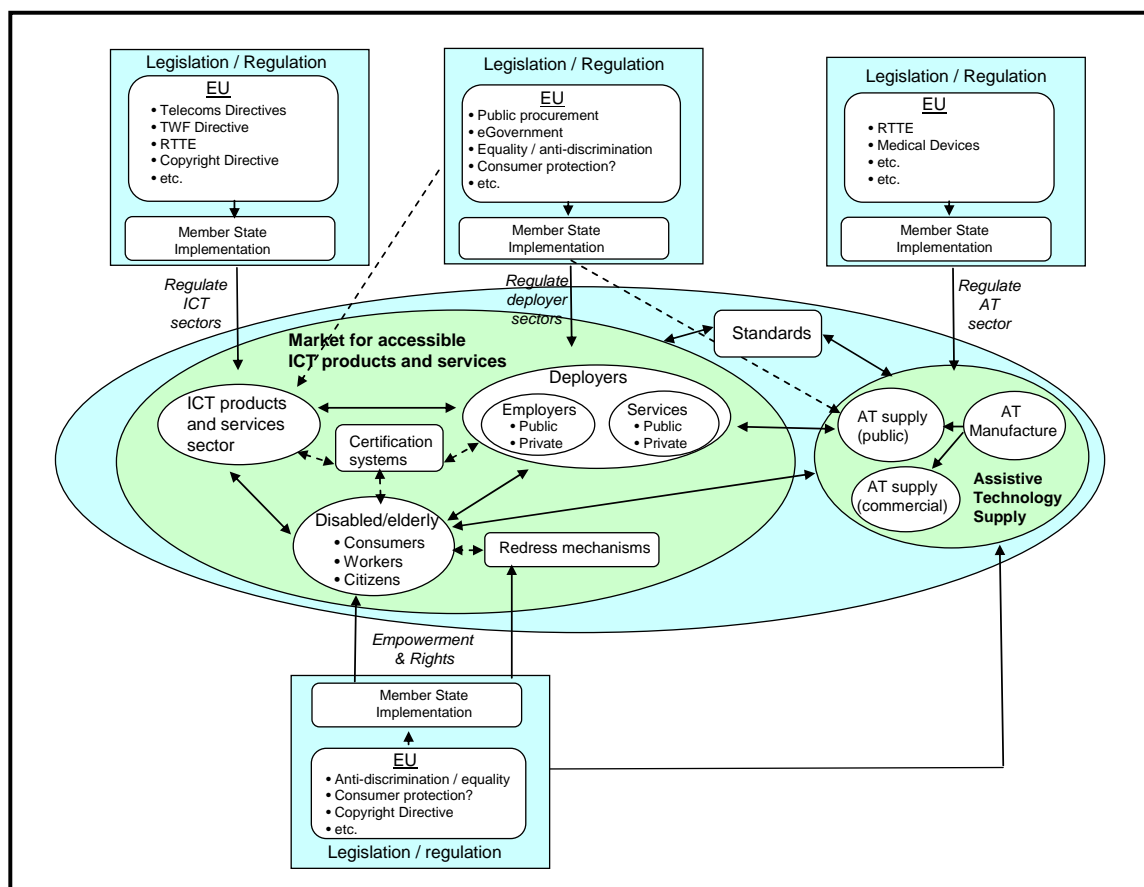 Legislation / Regulation
EU
• Telecoms Directives
• TWF Directive
• RTTE
• Copyright Directive
• etc.
Member State
Implementation
Legislation / Regulation
EU
• Public procurement
• eGovernment
• Equality / anti-discrimination
• Consumer protection?
• etc.
Member State
Implementation
Legislation / Regulation
EU
• RTTE
• Medical Devices
• etc.
• etc.
Member State
Implementation
Regulate
ICT
sectors
Regulate
deployer
sectors
Regulate
AT
sector
Standards
Market for accessible
ICT products and services
ICT products
and services
sector
Deployers
Employers
• Public
• Private
Services
• Public
• Private
Certification
systems
Disabled/elderly
• Consumers
• Workers
• Citizens
Redress mechanisms
AT supply
(public)
AT
Manufacture
AT supply
(commercial)
Assistive
Technology
Supply
Empowerment
& Rights
Member State
Implementation
EU
• Anti-discrimination / equality
• Consumer protection?
• Copyright Directive
• etc.
Legislation / regulation